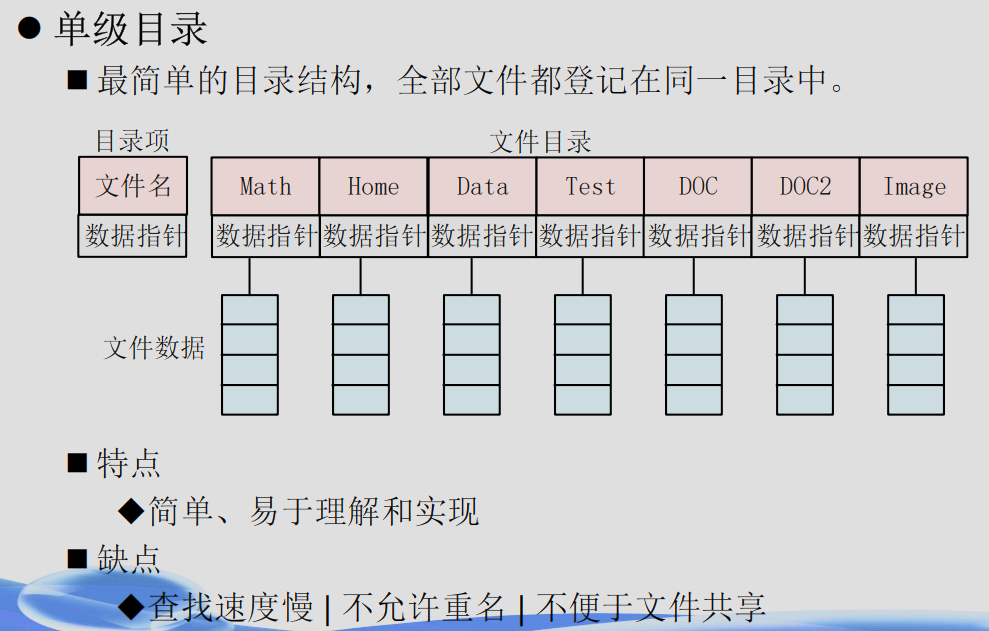 ● 单级目录
■ 最简单的目录结构，全部文件都登记在同一目录中。
目录项 文件目录
文件名 Math Home Data Test DOC DOC2 Image
数据指针 数据指针 数据指针 数据指针 数据指针 数据指针 数据指针 数据指针
文件数据
■ 特点
◆简单、易于理解和实现
■ 缺点
◆查找速度慢 | 不允许重名 | 不便于文件共享